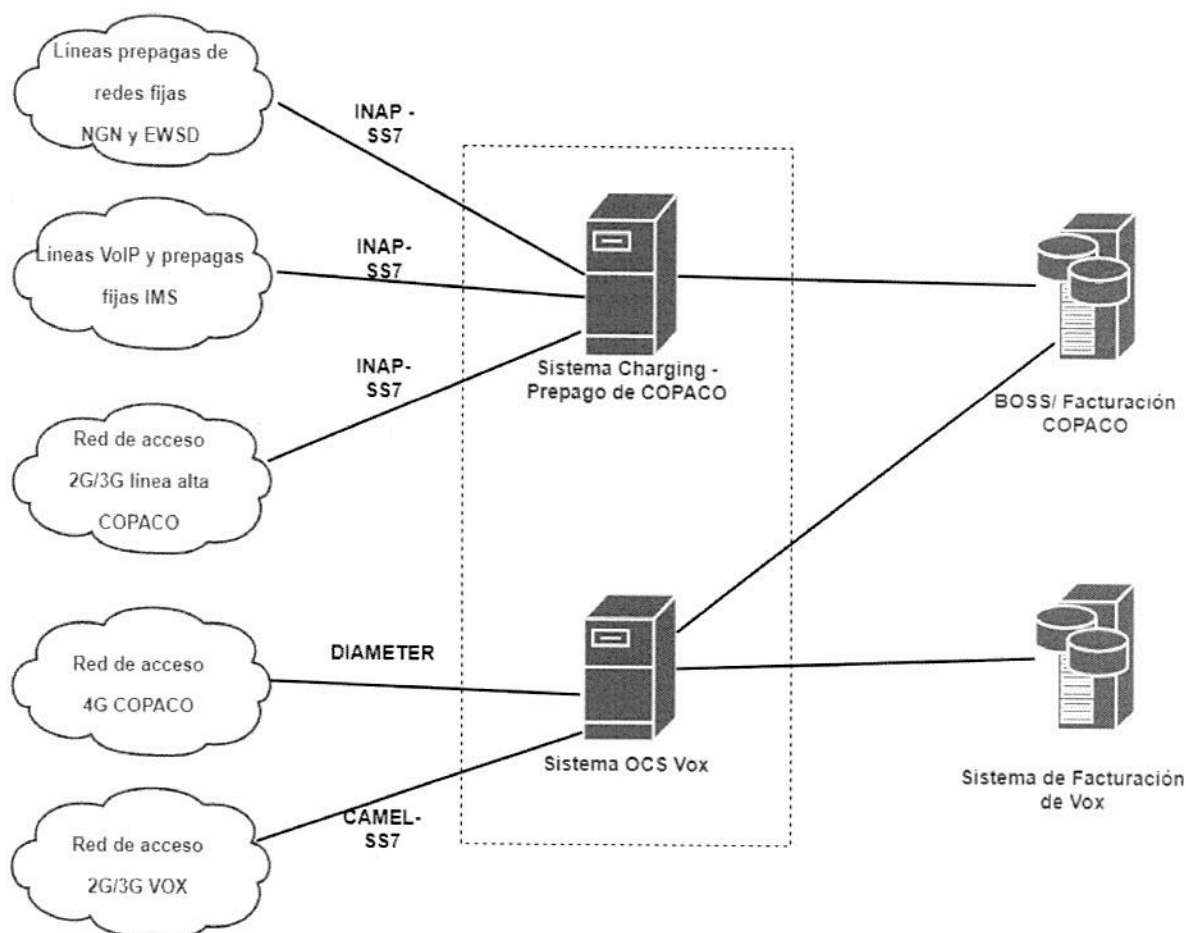 Líneas prepagas de
redes fijas
NGN y EWSD
INAP -
SS7
Líneas VoIP y prepagas
fijas IMS
INAP-
SS7
Red de acceso
2G/3G línea alta
COPACO
INAP-
SS7
Sistema Charging -
Prepago de COPACO
BOSS/ Facturación
COPACO
Red de acceso
4G COPACO
DIAMETER
Sistema OCS Vox
Sistema de Facturación
de Vox
Red de acceso
2G/3G VOX
CAMEL-
SS7